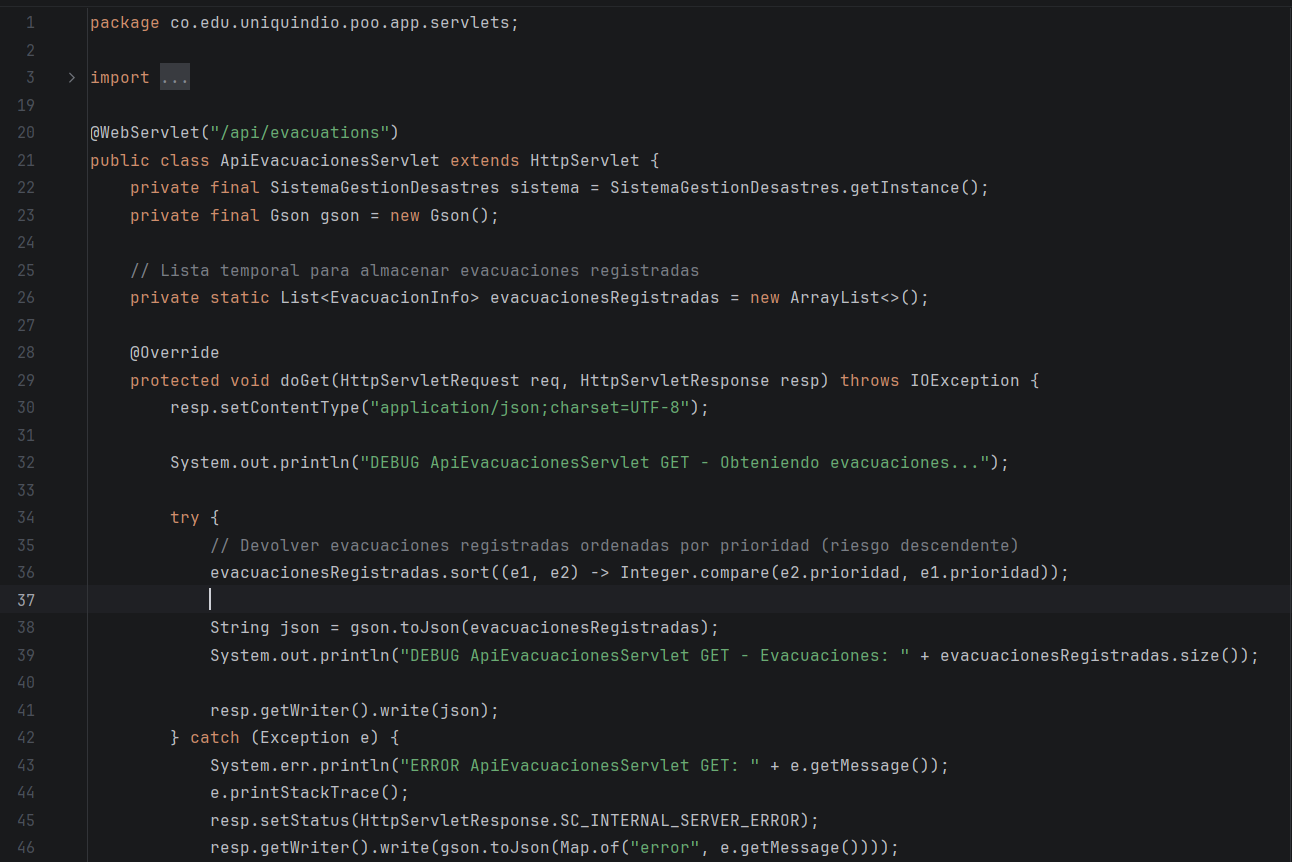 1 package co.edu.uniquindio.poo.app.servlets;
2
3 import ...
19
20 @WebServlet("/api/evacuations")
21 public class ApiEvacuacionesServlet extends HttpServlet {
22     private final SistemaGestionDesastres sistema = SistemaGestionDesastres.getInstance();
23     private final Gson gson = new Gson();
24
25     // Lista temporal para almacenar evacuaciones registradas
26     private static List<EvacuacionInfo> evacuacionesRegistradas = new ArrayList<>();
27
28     @Override
29     protected void doGet(HttpServletRequest req, HttpServletResponse resp) throws IOException {
30         resp.setContentType("application/json;charset=UTF-8");
31
32         System.out.println("DEBUG ApiEvacuacionesServlet GET - Obteniendo evacuaciones...");
33
34         try {
35             // Devolver evacuaciones registradas ordenadas por prioridad (riesgo descendente)
36             evacuacionesRegistradas.sort((e1, e2) -> Integer.compare(e2.prioridad, e1.prioridad));
37
38             String json = gson.toJson(evacuacionesRegistradas);
39             System.out.println("DEBUG ApiEvacuacionesServlet GET - Evacuaciones: " + evacuacionesRegistradas.size());
40
41             resp.getWriter().write(json);
42         } catch (Exception e) {
43             System.err.println("ERROR ApiEvacuacionesServlet GET: " + e.getMessage());
44             e.printStackTrace();
45             resp.setStatus(HttpServletResponse.SC_INTERNAL_SERVER_ERROR);
46             resp.getWriter().write(gson.toJson(Map.of("error", e.getMessage())));